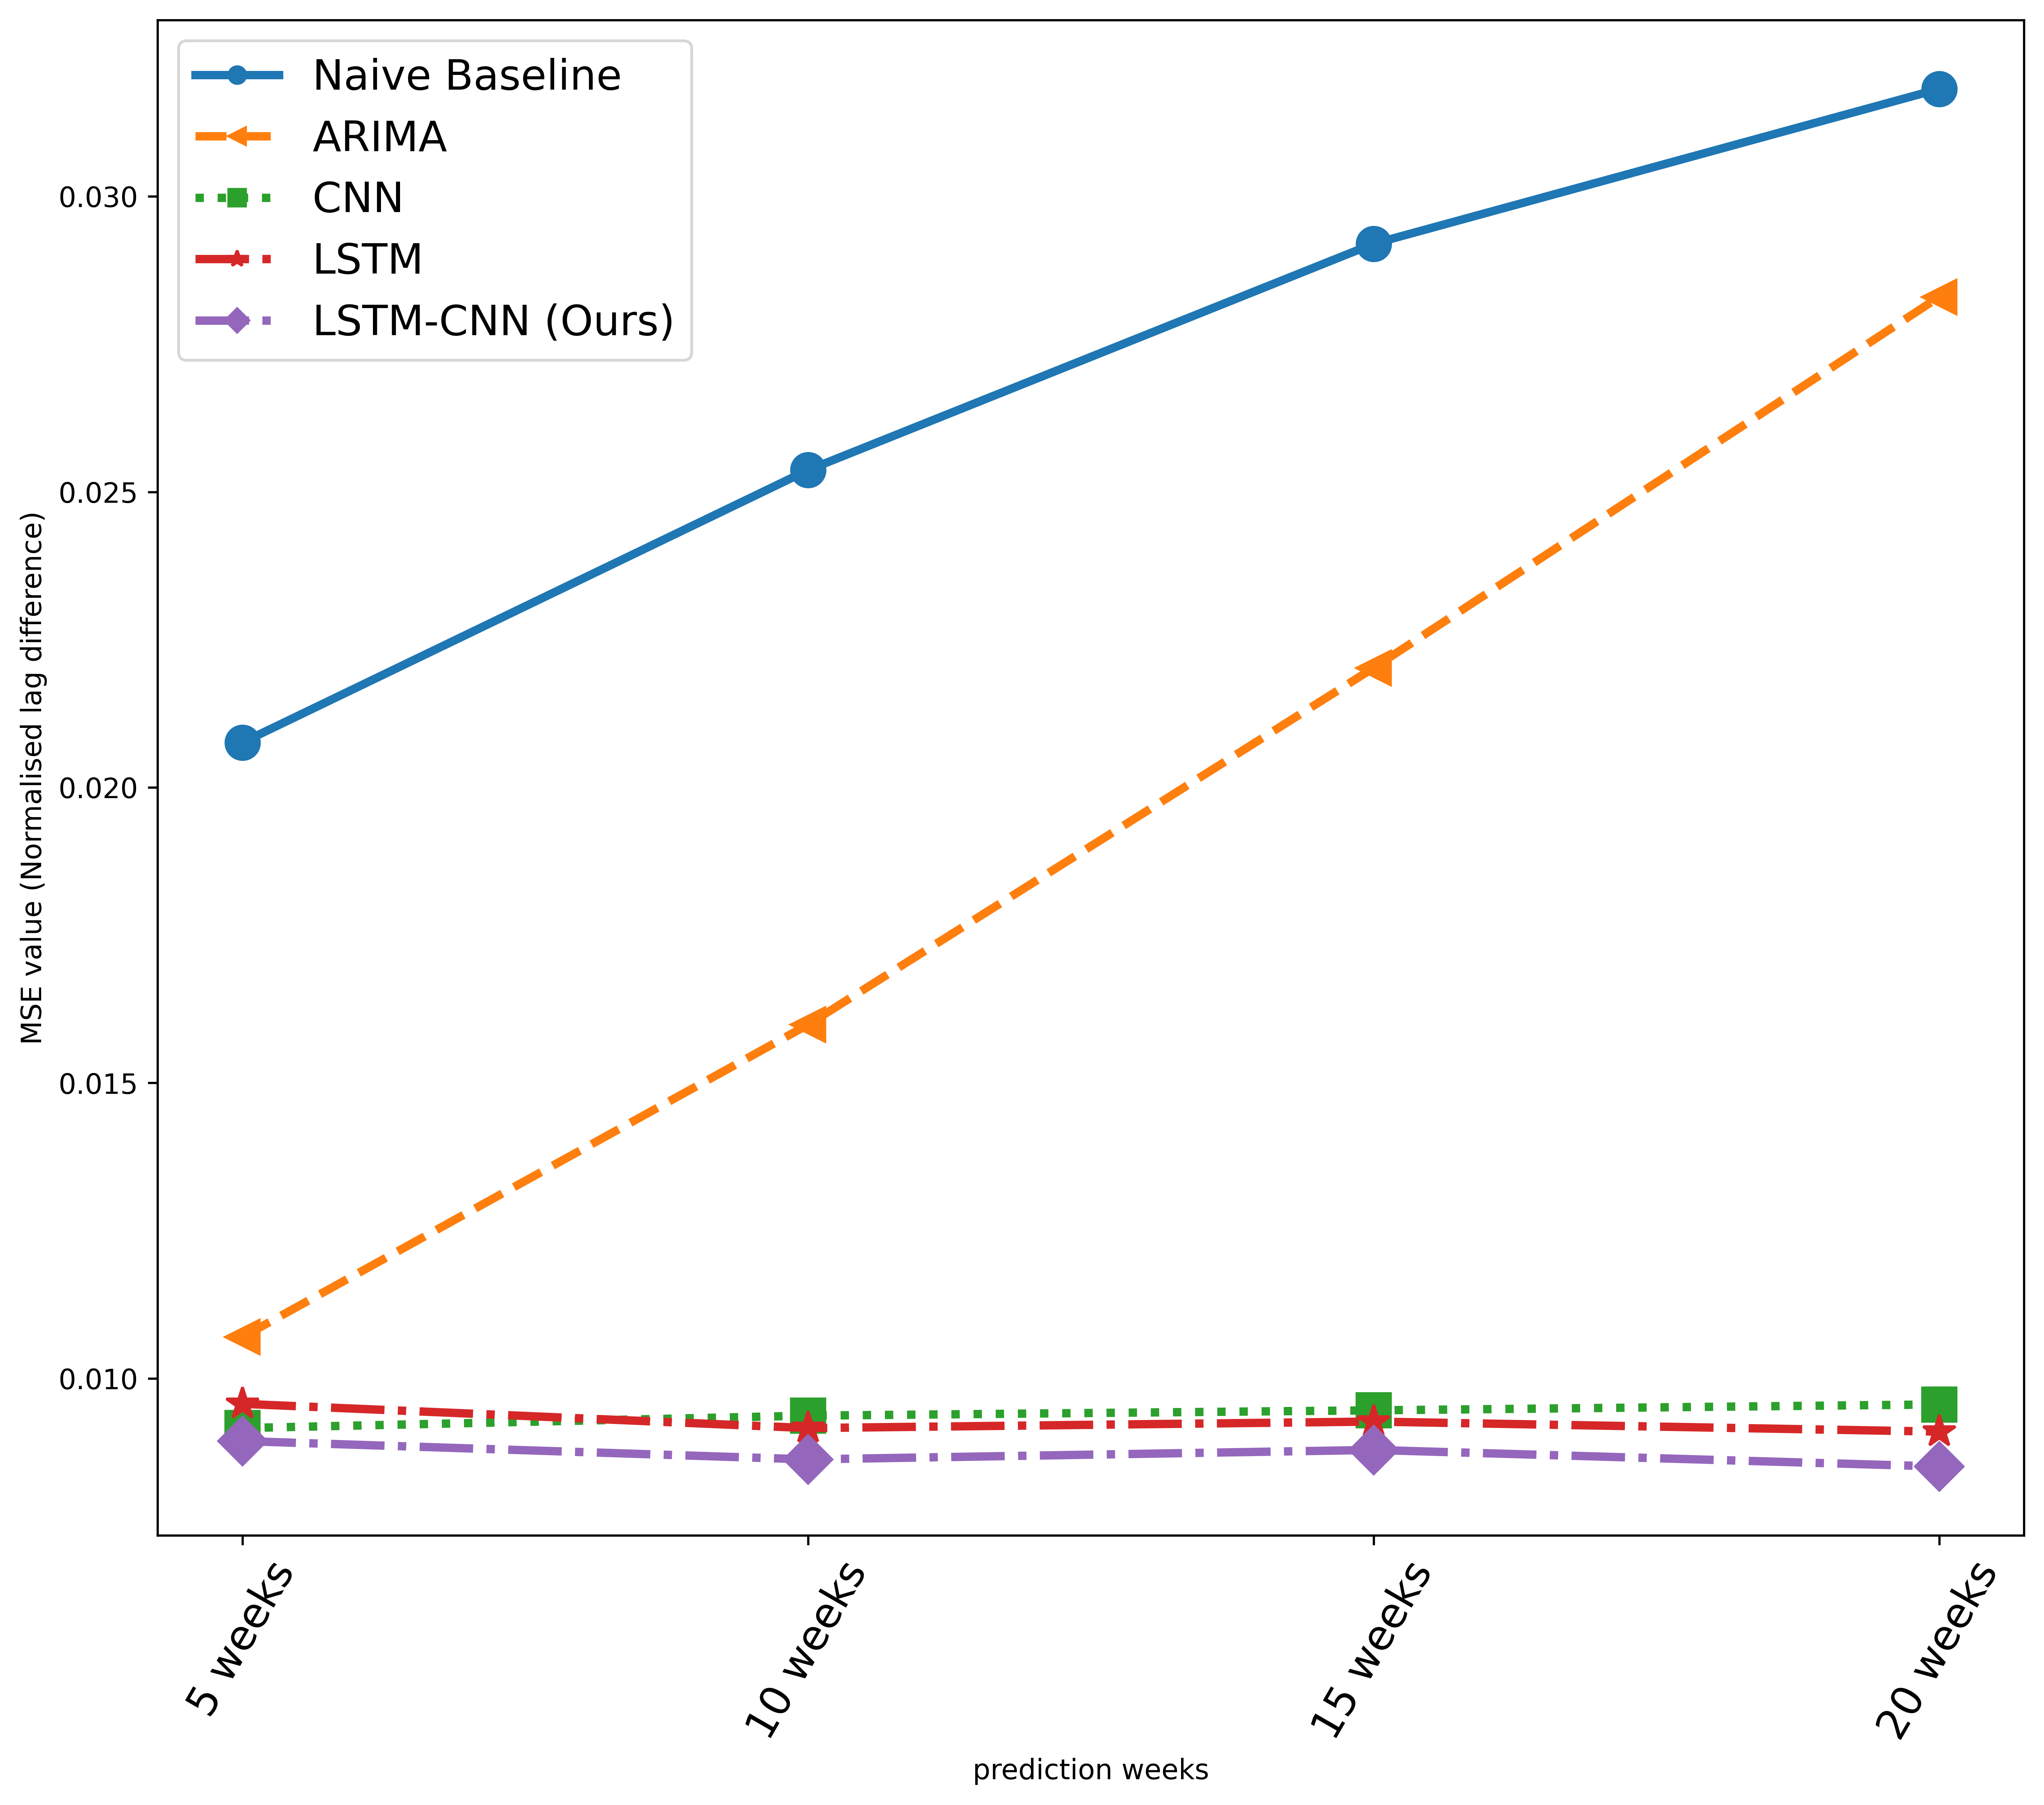 Naive Baseline
ARIMA
CNN
LSTM
LSTM-CNN (Ours)
MSE value (Normalised lag difference)
0.030
0.025
0.020
0.015
0.010
5 weeks
10 weeks
15 weeks
20 weeks
prediction weeks